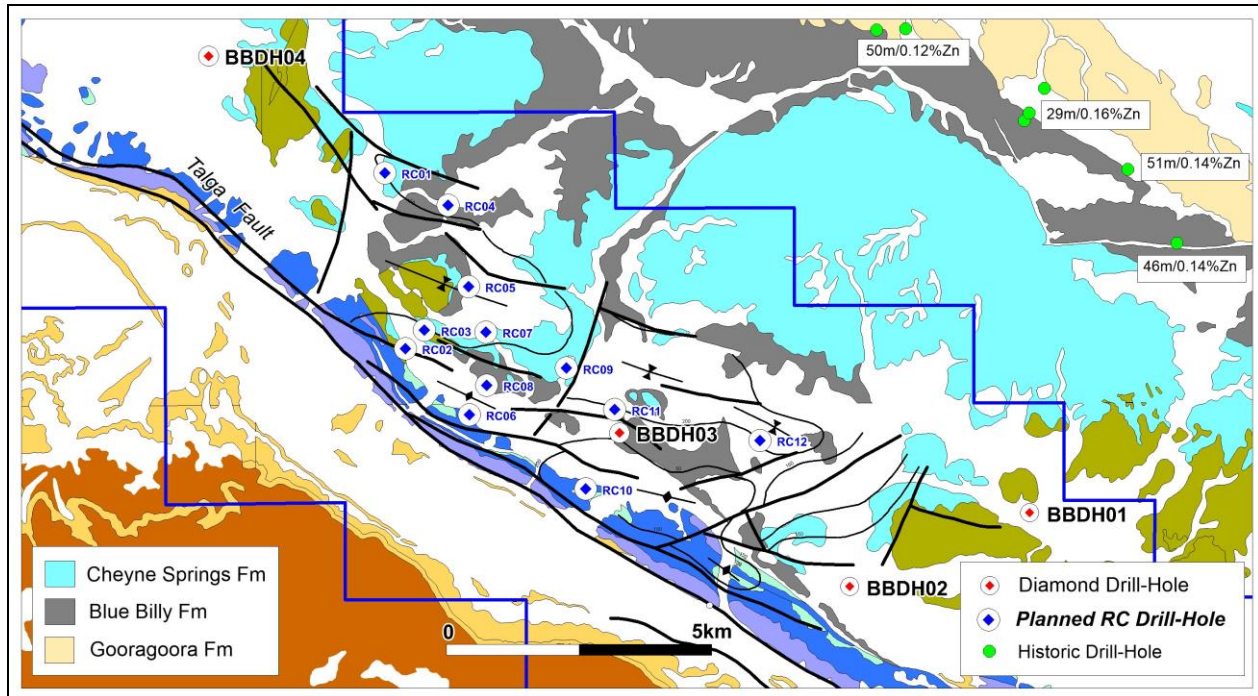 BBDH04
50m/0.12%Zn
29m/0.16%Zn
51m/0.14%Zn
46m/0.14%Zn
Talga Fault
RC01
RC04
RC05
RC03
RC07
RC02
RC08
RC09
RC06
RC11
BBDH03
RC12
RC10
BBDH01
BBDH02
0
5km
Cheyne Springs Fm
Blue Billy Fm
Gooragoora Fm
Diamond Drill-Hole
Planned RC Drill-Hole
Historic Drill-Hole